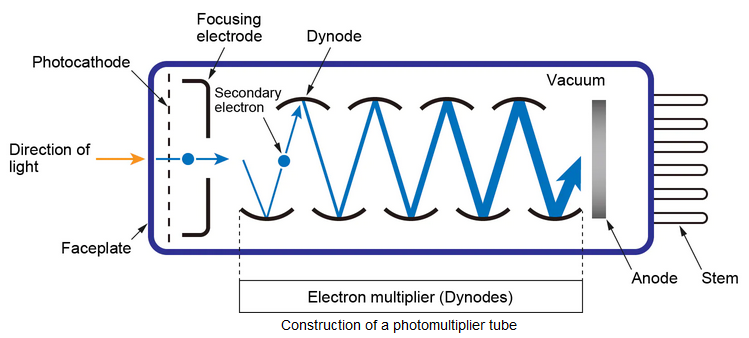 Focusing
electrode
Dynode
Photocathode
Secondary
electron
Vacuum
Direction of
light
Faceplate
Anode
Stem
Electron multiplier (Dynodes)
Construction of a photomultiplier tube